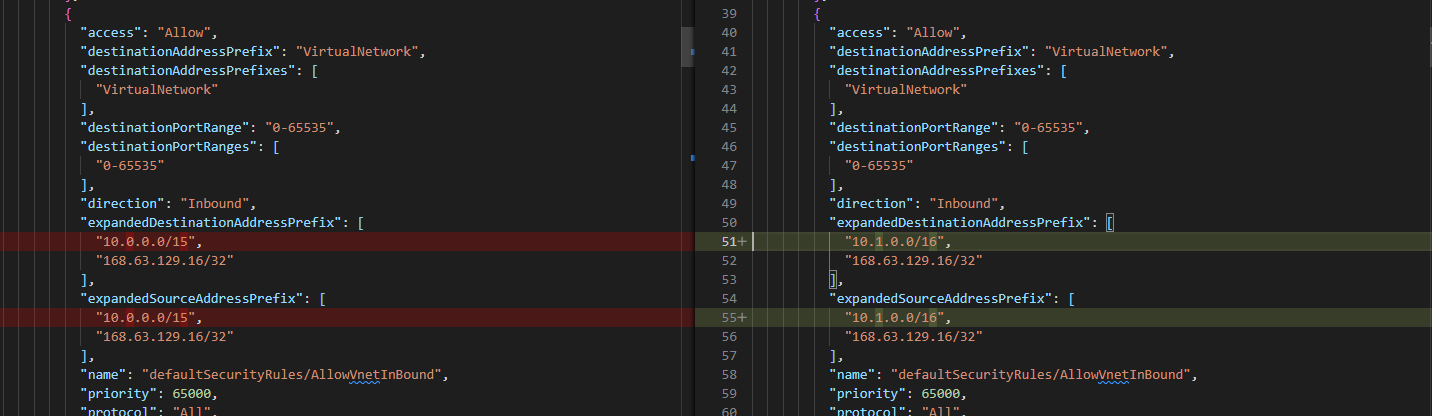 {
"access": "Allow",
"destinationAddressPrefix": "VirtualNetwork",
"destinationAddressPrefixes": [
"VirtualNetwork"
],
"destinationPortRange": "0-65535",
"destinationPortRanges": [
"0-65535"
],
"direction": "Inbound",
"expandedDestinationAddressPrefix": [
"10.0.0.0/15",
"168.63.129.16/32"
],
"expandedSourceAddressPrefix": [
"10.0.0.0/15",
"168.63.129.16/32"
],
"name": "defaultSecurityRules/AllowVnetInBound",
"priority": 65000,
"protocol": "All",
39 {
40 "access": "Allow",
41 "destinationAddressPrefix": "VirtualNetwork",
42 "destinationAddressPrefixes": [
43 "VirtualNetwork"
44 ],
45 "destinationPortRange": "0-65535",
46 "destinationPortRanges": [
47 "0-65535"
48 ],
49 "direction": "Inbound",
50 "expandedDestinationAddressPrefix": [
51+ "10.1.0.0/16",
52 "168.63.129.16/32"
53 ],
54 "expandedSourceAddressPrefix": [
55+ "10.1.0.0/16",
56 "168.63.129.16/32"
57 ],
58 "name": "defaultSecurityRules/AllowVnetInBound",
59 "priority": 65000,
60 "protocol": "All",